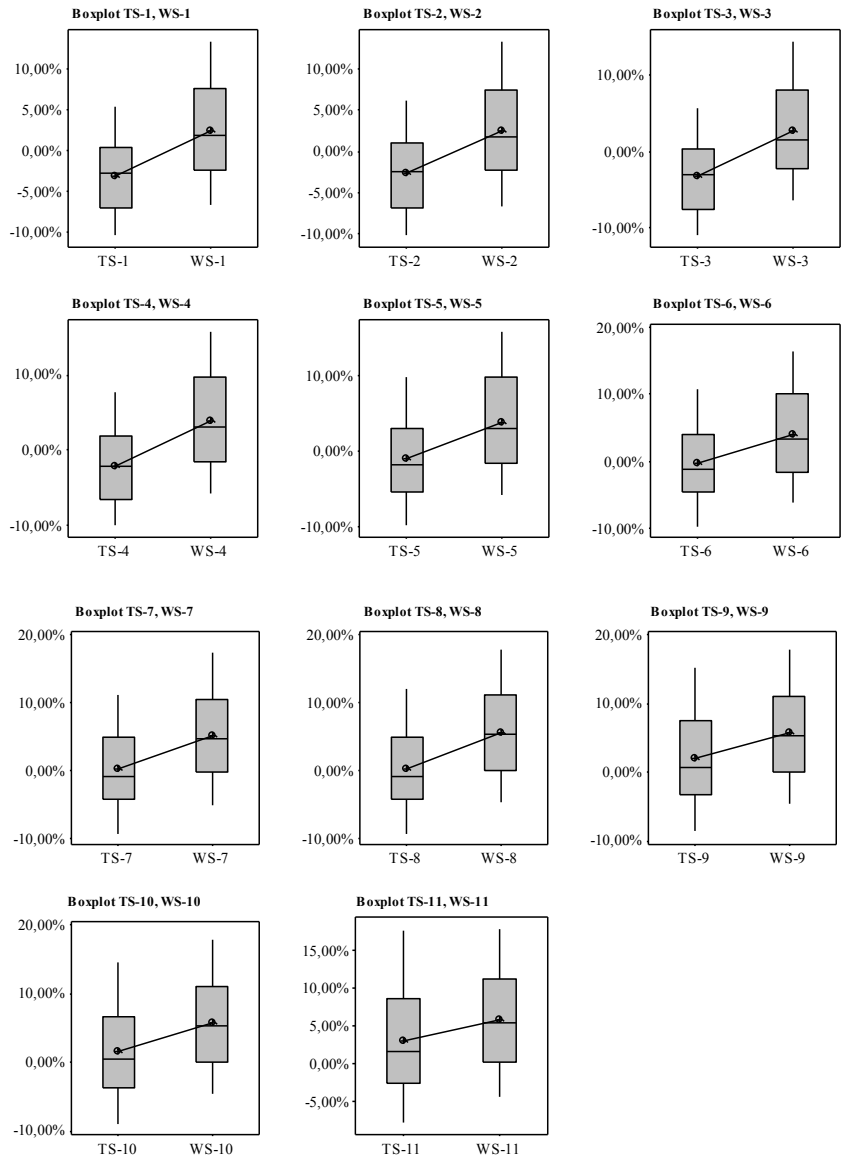 Boxplot TS-1, WS-1
10,00%
5,00%
0,00%
-5,00%
-10,00%
TS-1 WS-1
Boxplot TS-2, WS-2
10,00%
5,00%
0,00%
-5,00%
-10,00%
TS-2 WS-2
Boxplot TS-3, WS-3
10,00%
0,00%
-10,00%
TS-3 WS-3
Boxplot TS-4, WS-4
10,00%
0,00%
-10,00%
TS-4 WS-4
Boxplot TS-5, WS-5
10,00%
0,00%
-10,00%
TS-5 WS-5
Boxplot TS-6, WS-6
20,00%
10,00%
0,00%
-10,00%
TS-6 WS-6
Boxplot TS-7, WS-7
20,00%
10,00%
0,00%
-10,00%
TS-7 WS-7
Boxplot TS-8, WS-8
20,00%
10,00%
0,00%
-10,00%
TS-8 WS-8
Boxplot TS-9, WS-9
20,00%
10,00%
0,00%
-10,00%
TS-9 WS-9
Boxplot TS-10, WS-10
20,00%
10,00%
0,00%
-10,00%
TS-10 WS-10
Boxplot TS-11, WS-11
15,00%
10,00%
5,00%
0,00%
-5,00%
TS-11 WS-11